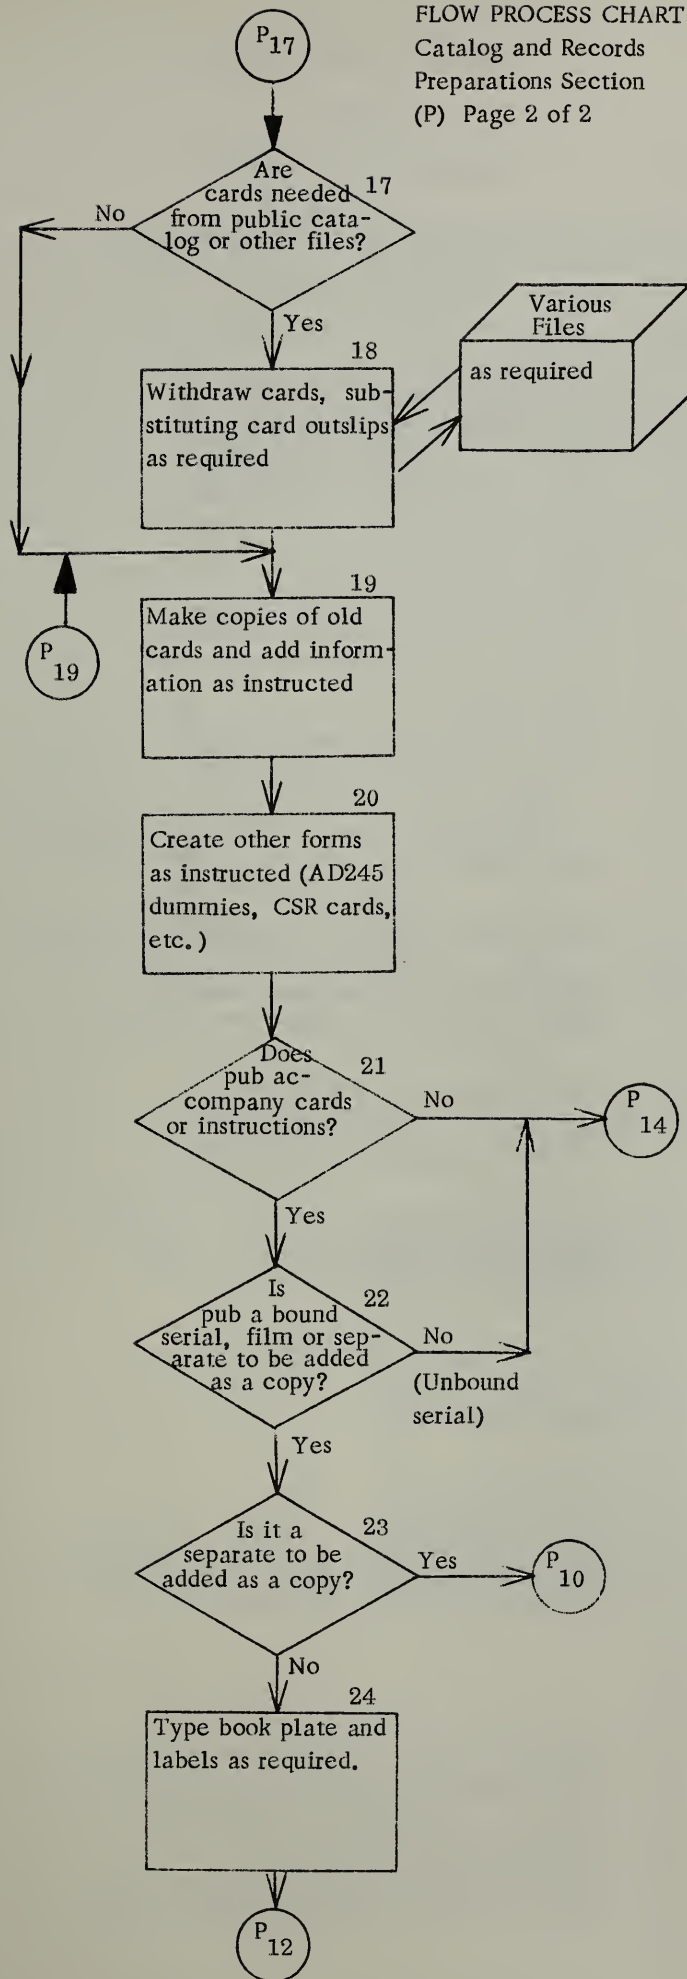 FLOW PROCESS CHART
Catalog and Records
Preparations Section
(P) Page 2 of 2
P17
Are
cards needed
from public cata-
log or other files?
17
No
Yes
18
Withdraw cards, sub-
stituting card outslips
as required
Various
Files
as required
P
19
19
Make copies of old
cards and add inform-
ation as instructed
20
Create other forms
as instructed (AD245
dummies, CSR cards,
etc.)
Does
pub ac-
company cards
or instructions?
21
No
P
14
Yes
Is
pub a bound
serial, film or sep-
arate to be added
as a copy?
22
No
(Unbound
serial)
Yes
Is it a
separate to be
added as a copy?
23
Yes
P
10
No
24
Type book plate and
labels as required.
P12